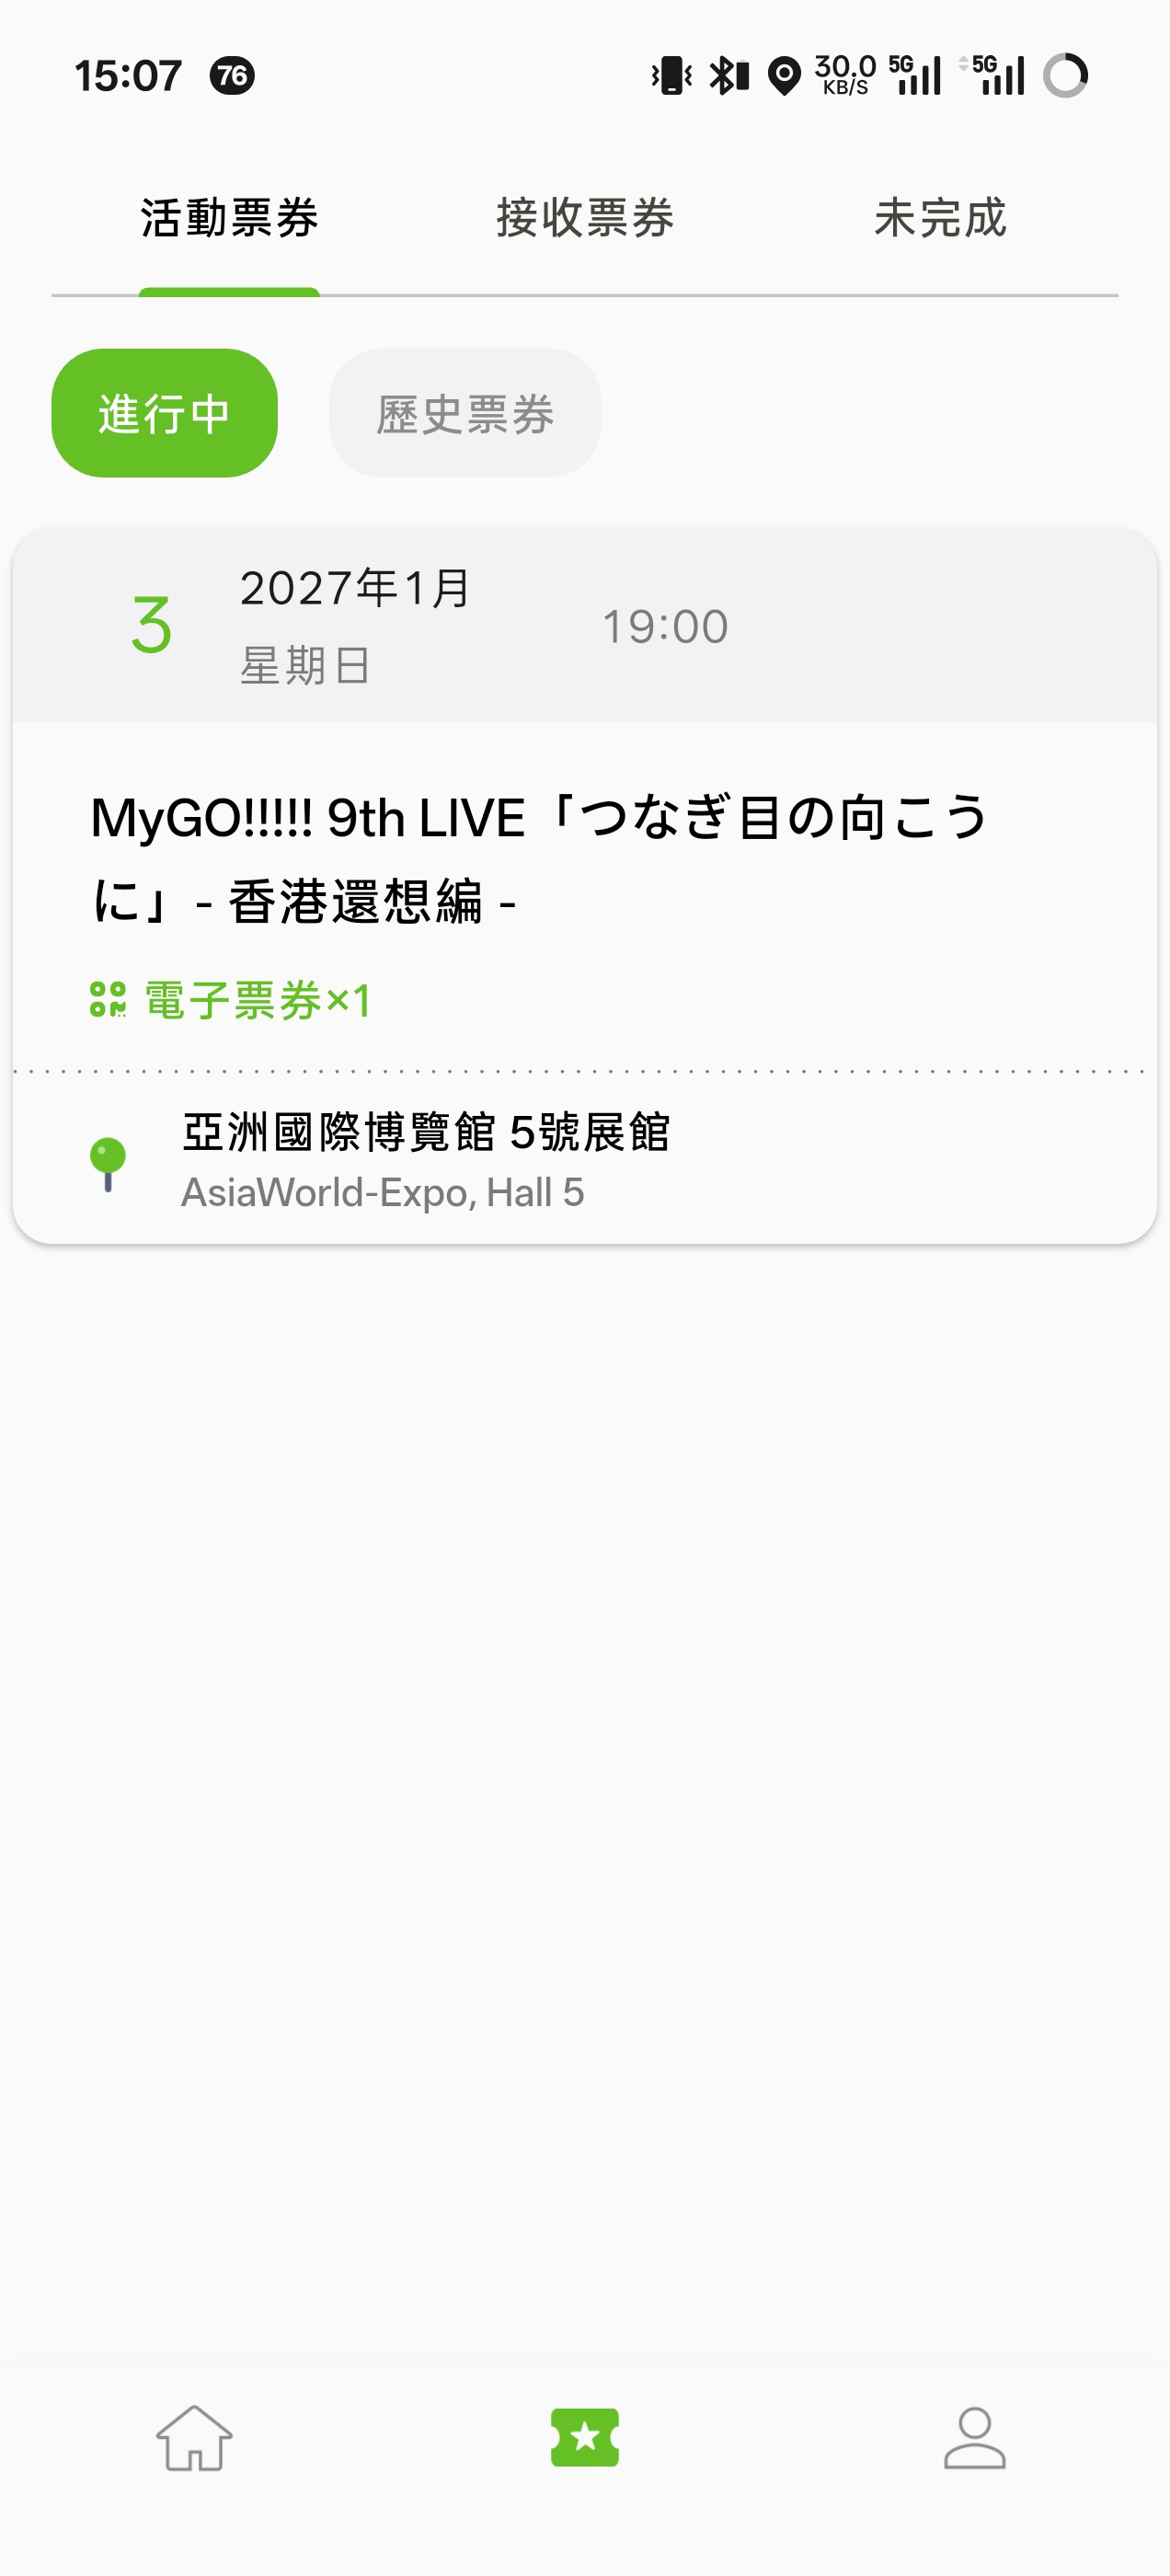 15:07 76 30.0 KB/S 5G 5G
活動票券 接收票券 未完成
進行中 歷史票券
3 2027年1月 19:00
星期日
MyGO!!!!! 9th LIVE「つなぎ目の向こう
に」- 香港還想編 -
電子票券×1
亞洲國際博覽館 5號展館
AsiaWorld-Expo, Hall 5